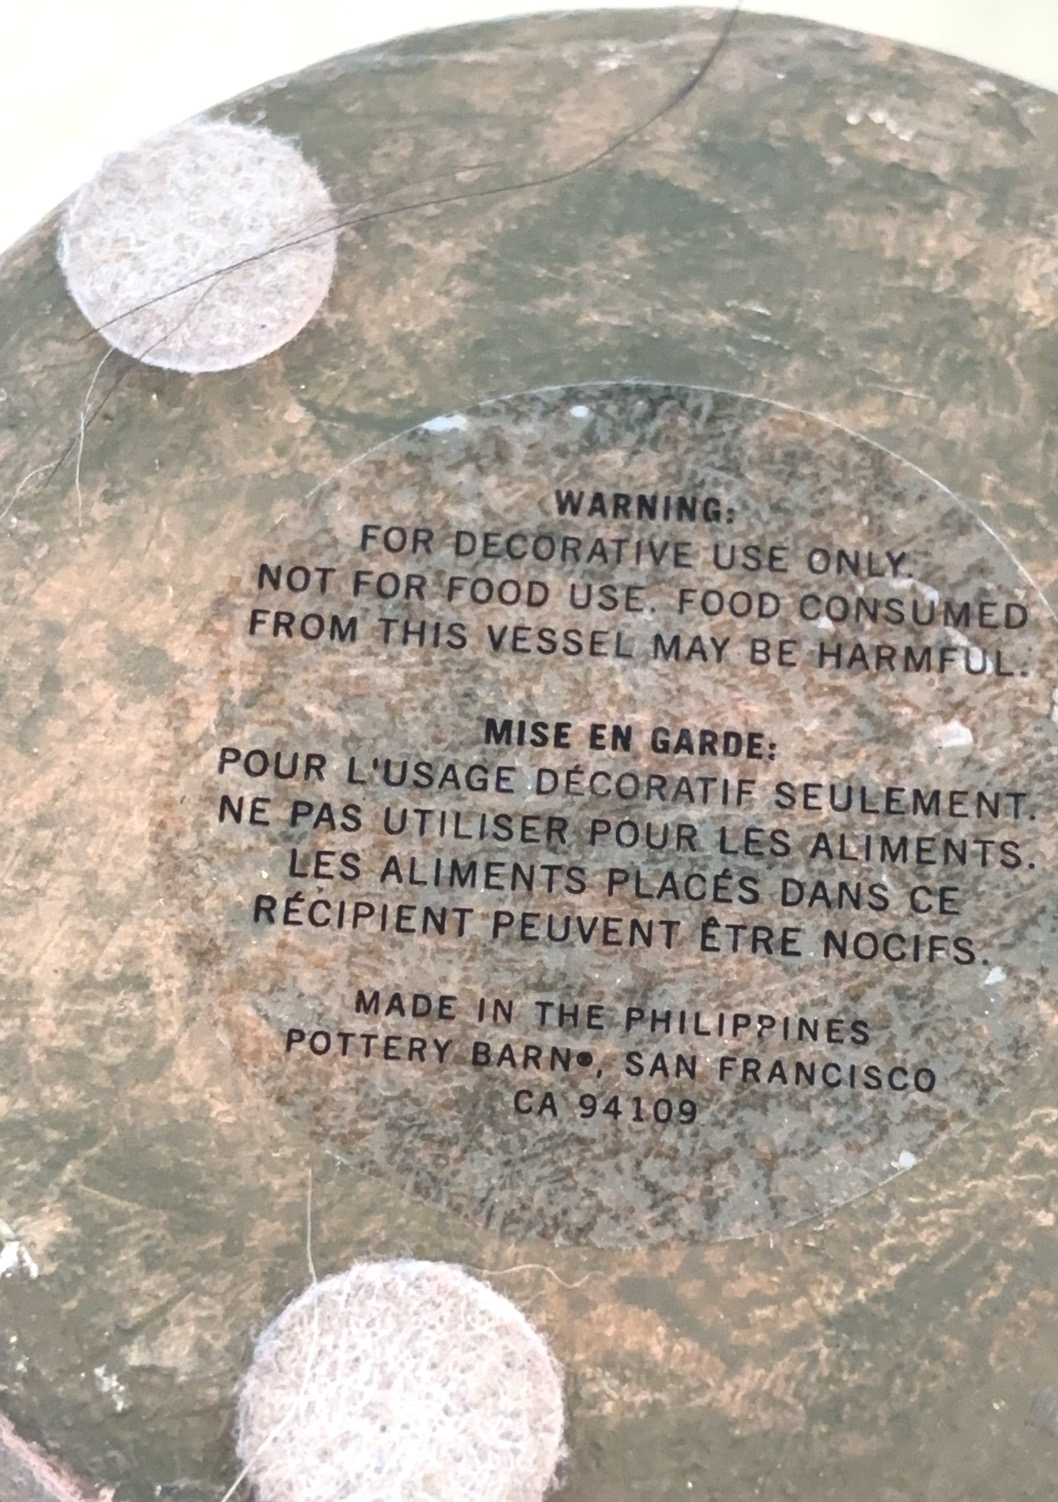 WARNING:
FOR DECORATIVE USE ONLY.
NOT FOR FOOD USE. FOOD CONSUMED
FROM THIS VESSEL MAY BE HARMFUL.
MISE EN GARDE:
POUR L'USAGE DÉCORATIF SEULEMENT.
NE PAS UTILISER POUR LES ALIMENTS.
LES ALIMENTS PLACÉS DANS CE
RÉCIPIENT PEUVENT ÊTRE NOCIFS.
MADE IN THE PHILIPPINES
POTTERY BARN®, SAN FRANCISCO
CA 94109